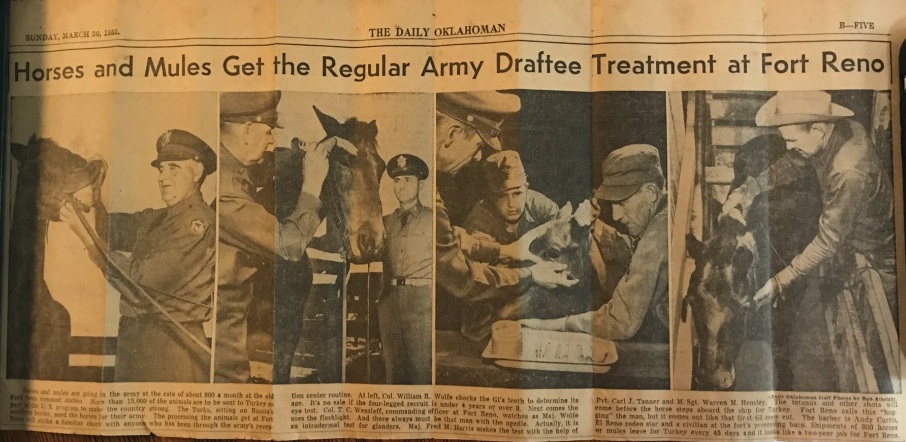 SUNDAY, MARCH 30, 1952.
THE DAILY OKLAHOMAN
B—FIVE
Horses and Mules Get the Regular Army Draftee Treatment at Fort Reno
—Daily Oklahoman Staff Photos by
Horses and mules are going in the army at the rate of about 800 a month at the old
Fort Reno remount station. More than 10,000 of the animals are to be sent to Turkey as
part of the U. S. program to make the country strong. The Turks, sitting on Russia's
need the horses for their army. The processing the animals get at Fort
Reno will strike a familiar chord with anyone who has been through the army's
tion center routine. At left, Col. William R. Wolfe checks the GI's teeth to determine its
age. It's no sale if the four-legged recruit is under 4 years or over 8. Next comes the
eye test. Col. T. C. Wenzlaff, commanding officer at Fort Reno, watches as Maj. Wolfe
uses the flashlight. And there always must be that man with the needle. Actually, it is
an intradermal test for glanders. Maj. Fred M. Harris makes the test with the help of
Pvt. Carl J. Tanner and M/Sgt. Warren M. Hensley. The tetanus and other shots will
come before the horse steps aboard the ship for Turkey. Fort Reno calls this
the man, but it comes out like that first GI cut. The barber is Andy Curtis,
El Reno rodeo star and a civilian at the fort's processing barn. Shipments of 800 horses
or mules leave for Turkey every 45 days and it looks like a two-year job for Fort Reno.